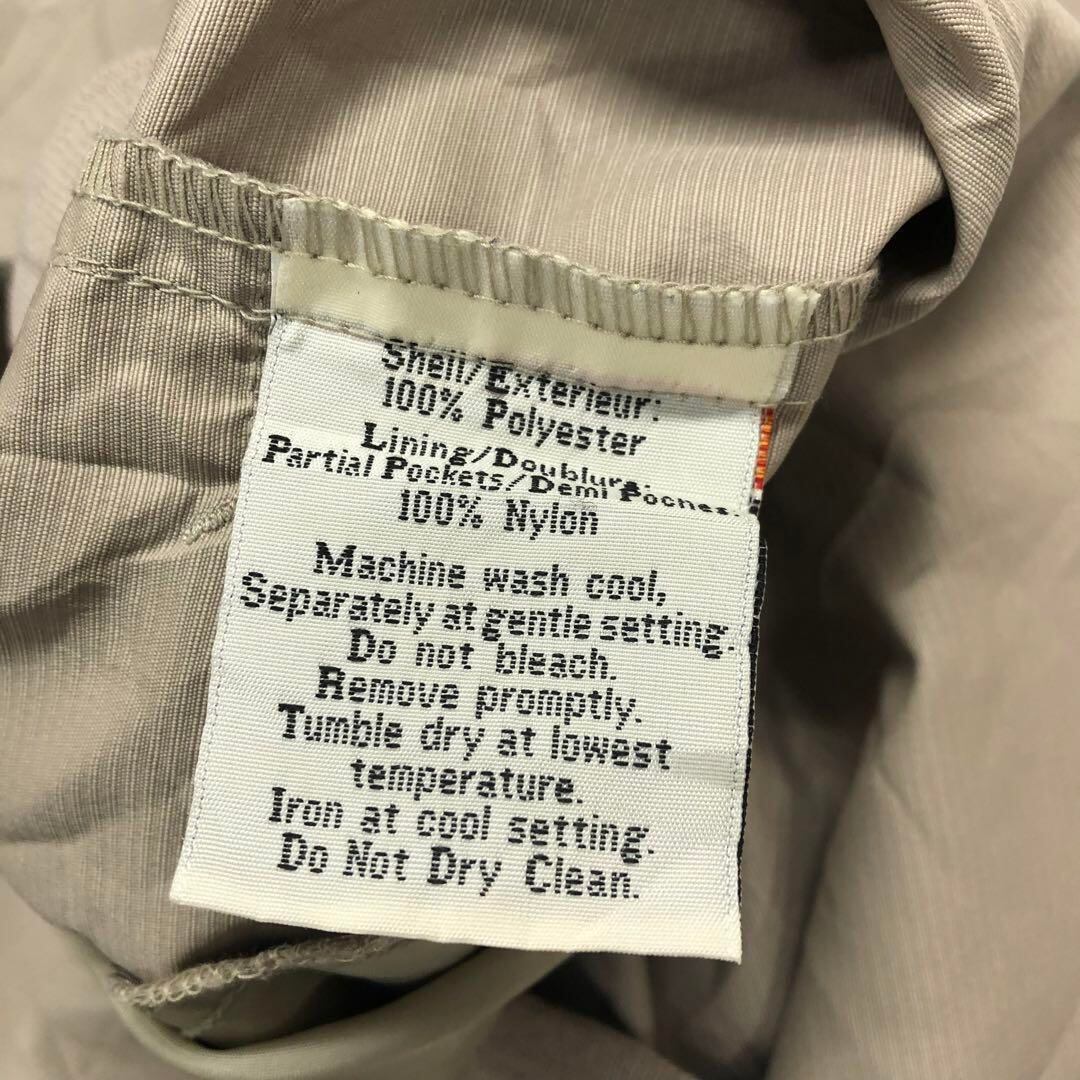 Shell/Exterieur:
100% Polyester
Lining/Doublure:
Partial Pockets/Demi Poches:
100% Nylon
Machine wash cool,
Separately at gentle setting.
Do not bleach.
Remove promptly.
Tumble dry at lowest
temperature.
Iron at cool setting.
Do Not Dry Clean.